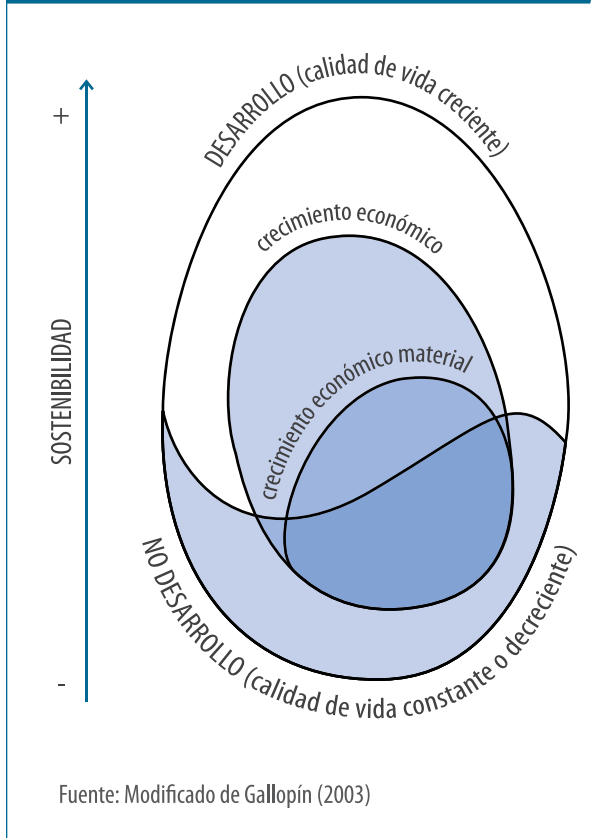 DESARROLLO (calidad de vida creciente)
+
crecimiento económico
crecimiento económico material
SOSTENIBILIDAD
NO DESARROLLO (calidad de vida constante o decreciente)
-
Fuente: Modificado de Gallopín (2003)